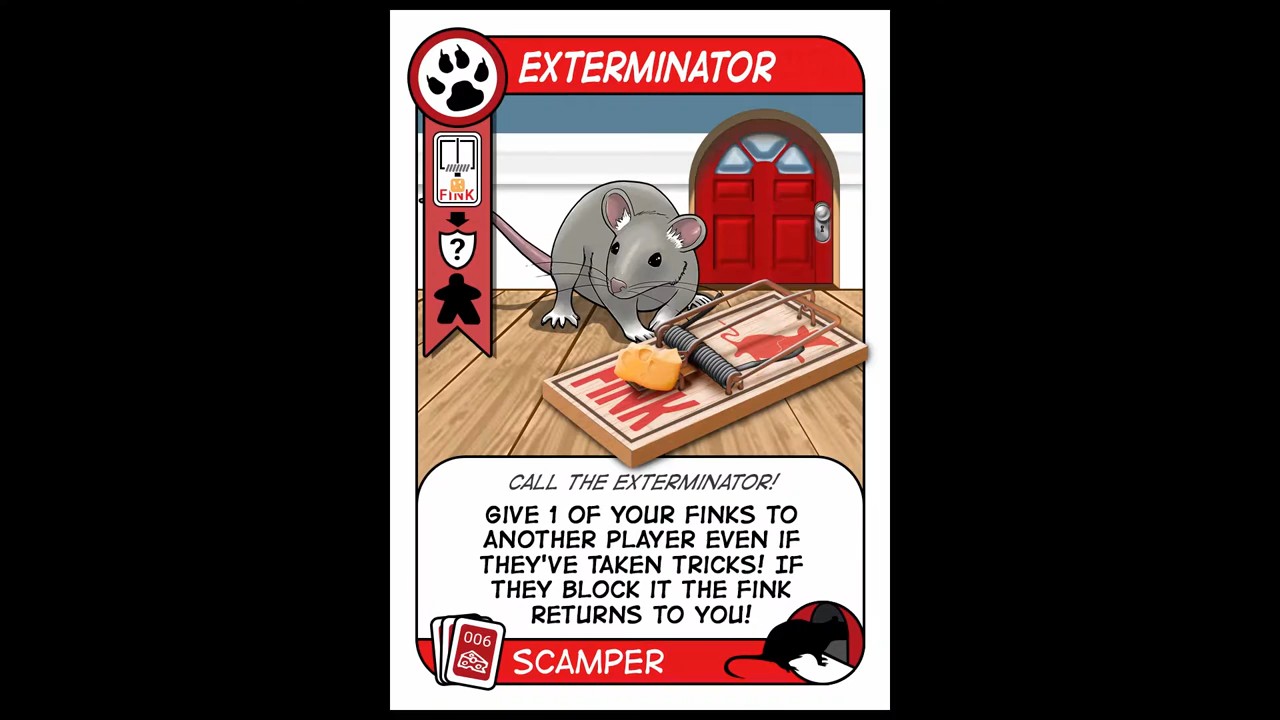 EXTERMINATOR
FINK
?
FINK
CALL THE EXTERMINATOR!
GIVE 1 OF YOUR FINKS TO
ANOTHER PLAYER EVEN IF
THEY'VE TAKEN TRICKS! IF
THEY BLOCK IT THE FINK
RETURNS TO YOU!
006
SCAMPER